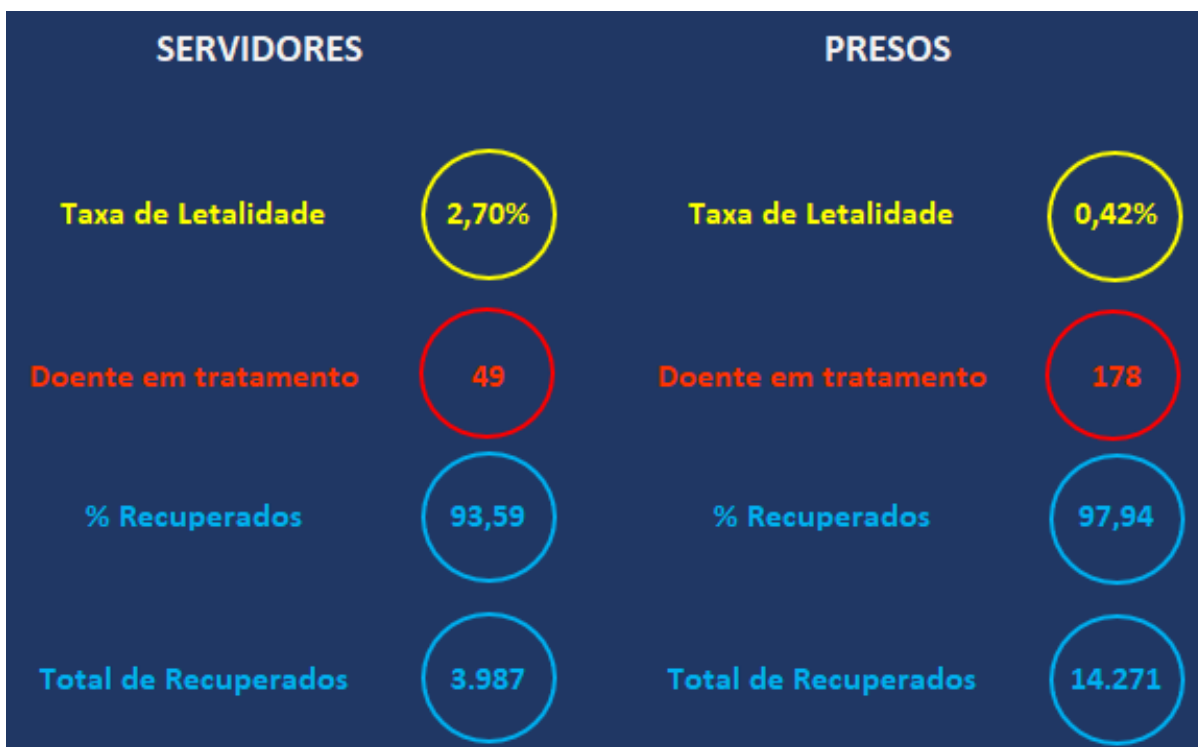 SERVIDORES
PRESOS
Taxa de Letalidade
2,70%
Taxa de Letalidade
0,42%
Doente em tratamento
49
Doente em tratamento
178
% Recuperados
93,59
% Recuperados
97,94
Total de Recuperados
3.987
Total de Recuperados
14.271